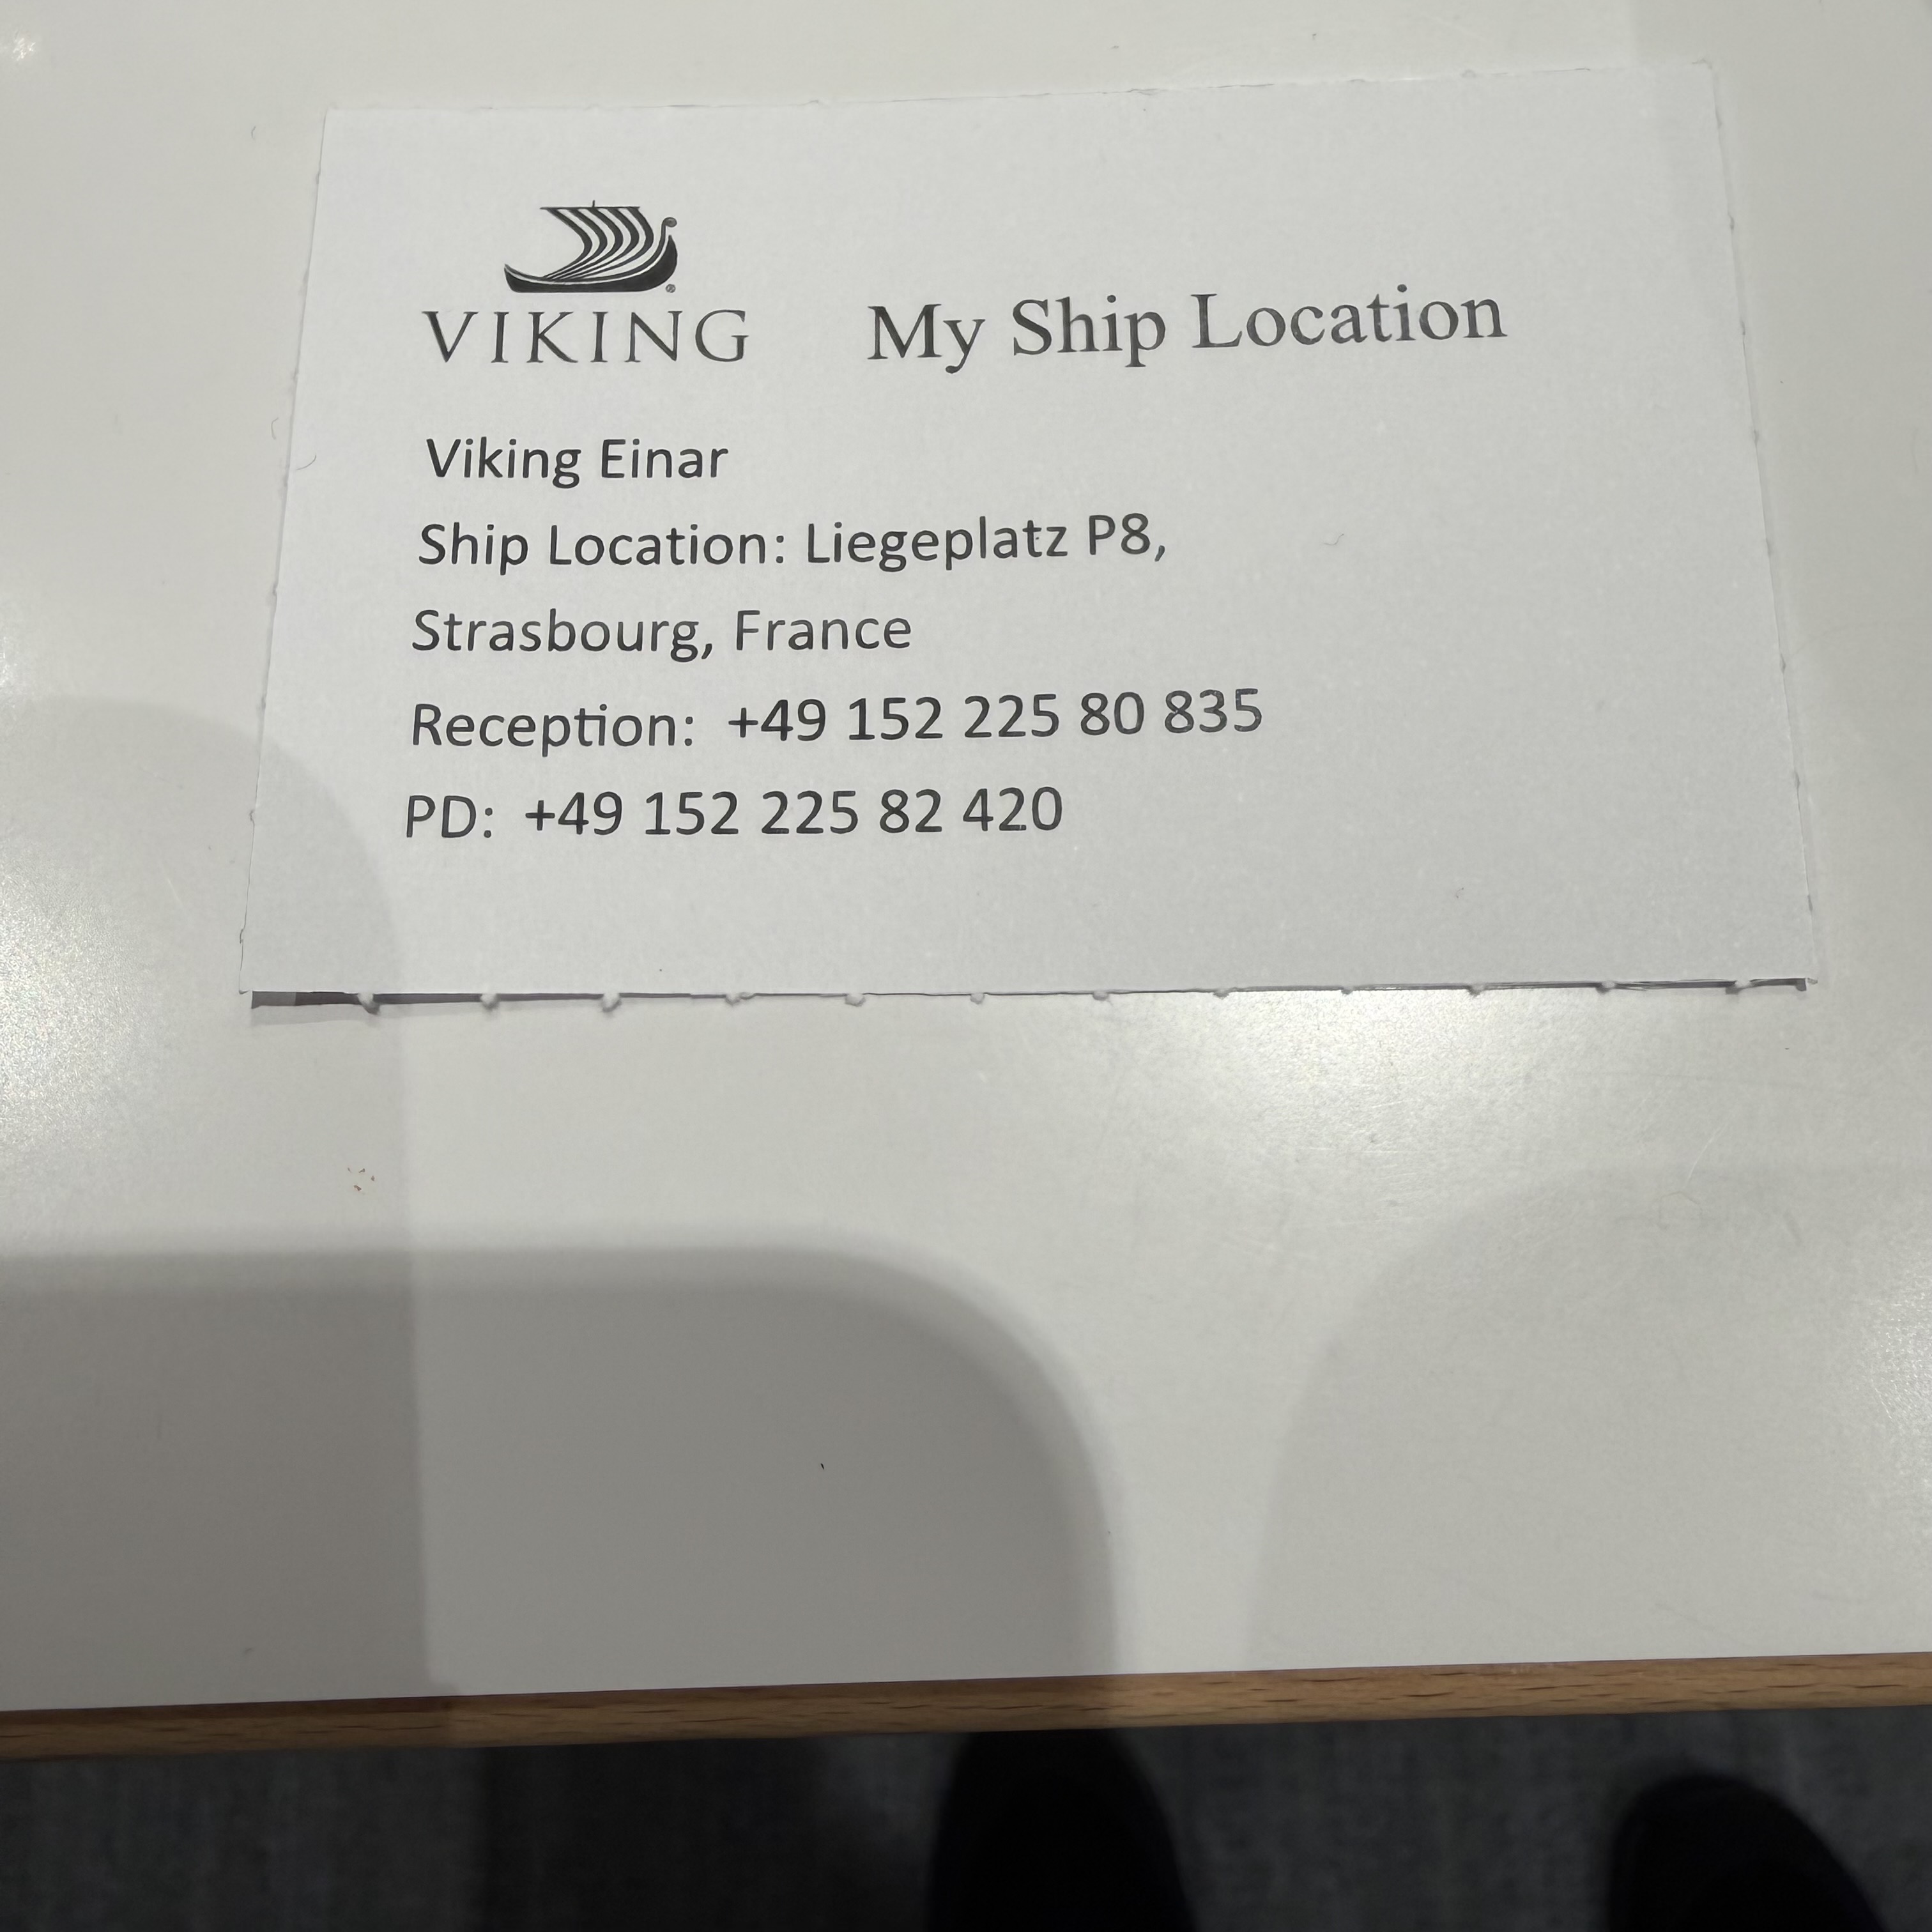 VIKING My Ship Location
Viking Einar
Ship Location: Liegeplatz P8,
Strasbourg, France
Reception: +49 152 225 80 835
PD: +49 152 225 82 420